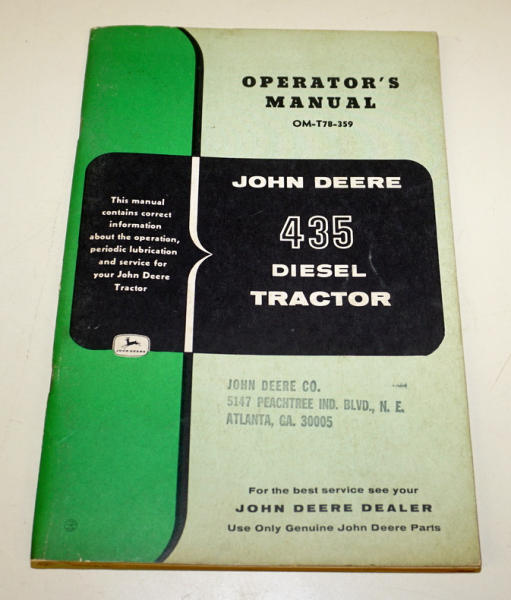 OPERATOR'S
MANUAL
OM-T78-359
JOHN DEERE
435
DIESEL
TRACTOR
This manual
contains correct
information
about the operation,
periodic lubrication
and service for
your John Deere
Tractor
JOHN DEERE
JOHN DEERE CO.
5147 PEACHTREE IND. BLVD., N. E.
ATLANTA, GA. 30005
For the best service see your
JOHN DEERE DEALER
Use Only Genuine John Deere Parts